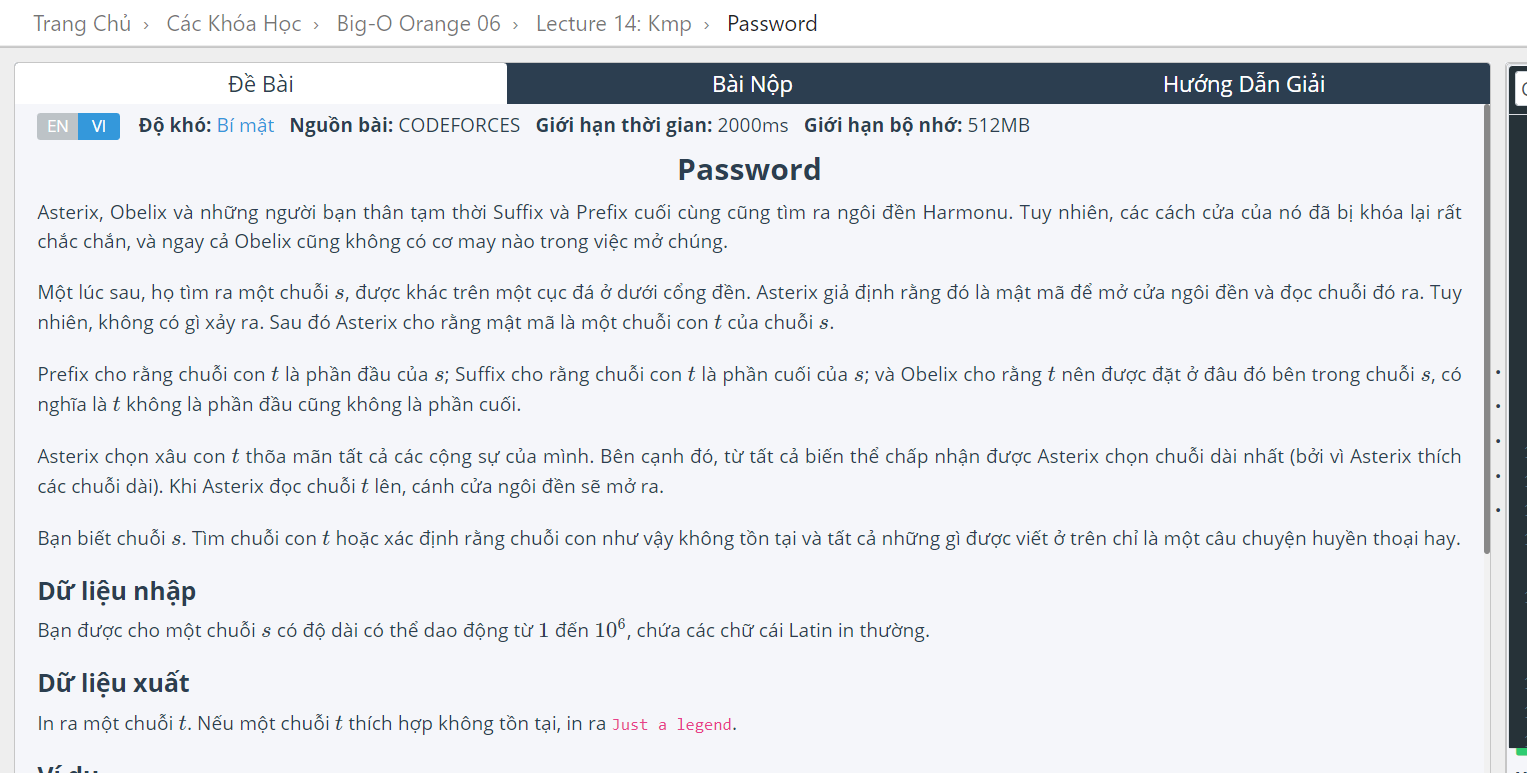 Trang Chủ › Các Khóa Học › Big-O Orange 06 › Lecture 14: Kmp › Password
Đề Bài Bài Nộp Hướng Dẫn Giải
EN VI Độ khó: Bí mật Nguồn bài: CODEFORCES Giới hạn thời gian: 2000ms Giới hạn bộ nhớ: 512MB
Password
Asterix, Obelix và những người bạn thân tạm thời Suffix và Prefix cuối cùng cũng tìm ra ngôi đền Harmonu. Tuy nhiên, các cách cửa của nó đã bị khóa lại rất
chắc chắn, và ngay cả Obelix cũng không có cơ may nào trong việc mở chúng.
Một lúc sau, họ tìm ra một chuỗi s, được khác trên một cục đá ở dưới cổng đền. Asterix giả định rằng đó là mật mã để mở cửa ngôi đền và đọc chuỗi đó ra. Tuy
nhiên, không có gì xảy ra. Sau đó Asterix cho rằng mật mã là một chuỗi con t của chuỗi s.
Prefix cho rằng chuỗi con t là phần đầu của s; Suffix cho rằng chuỗi con t là phần cuối của s; và Obelix cho rằng t nên được đặt ở đâu đó bên trong chuỗi s, có
nghĩa là t không là phần đầu cũng không là phần cuối.
Asterix chọn xâu con t thõa mãn tất cả các cộng sự của mình. Bên cạnh đó, từ tất cả biến thể chấp nhận được Asterix chọn chuỗi dài nhất (bởi vì Asterix thích
các chuỗi dài). Khi Asterix đọc chuỗi t lên, cánh cửa ngôi đền sẽ mở ra.
Bạn biết chuỗi s. Tìm chuỗi con t hoặc xác định rằng chuỗi con như vậy không tồn tại và tất cả những gì được viết ở trên chỉ là một câu chuyện huyền thoại hay.
Dữ liệu nhập
Bạn được cho một chuỗi s có độ dài có thể dao động từ 1 đến 10⁶, chứa các chữ cái Latin in thường.
Dữ liệu xuất
In ra một chuỗi t. Nếu một chuỗi t thích hợp không tồn tại, in ra Just a legend.